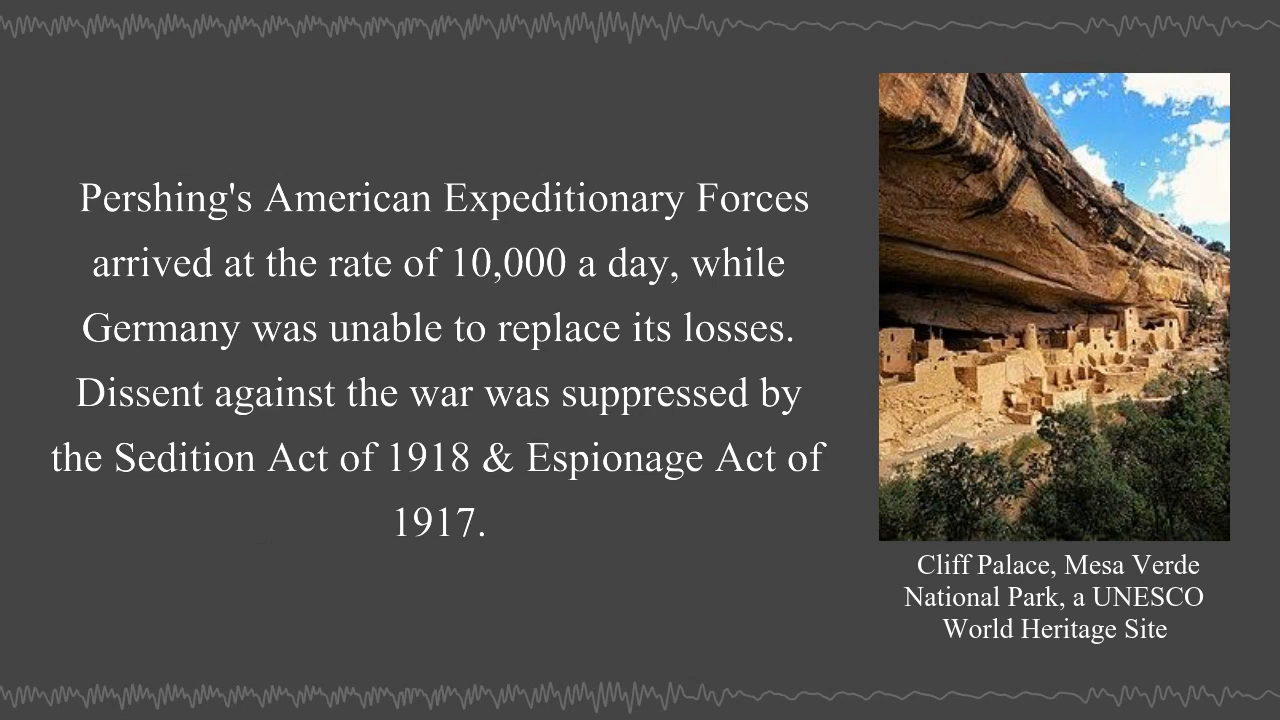 Pershing's American Expeditionary Forces
arrived at the rate of 10,000 a day, while
Germany was unable to replace its losses.
Dissent against the war was suppressed by
the Sedition Act of 1918 & Espionage Act of
1917.
Cliff Palace, Mesa Verde
National Park, a UNESCO
World Heritage Site